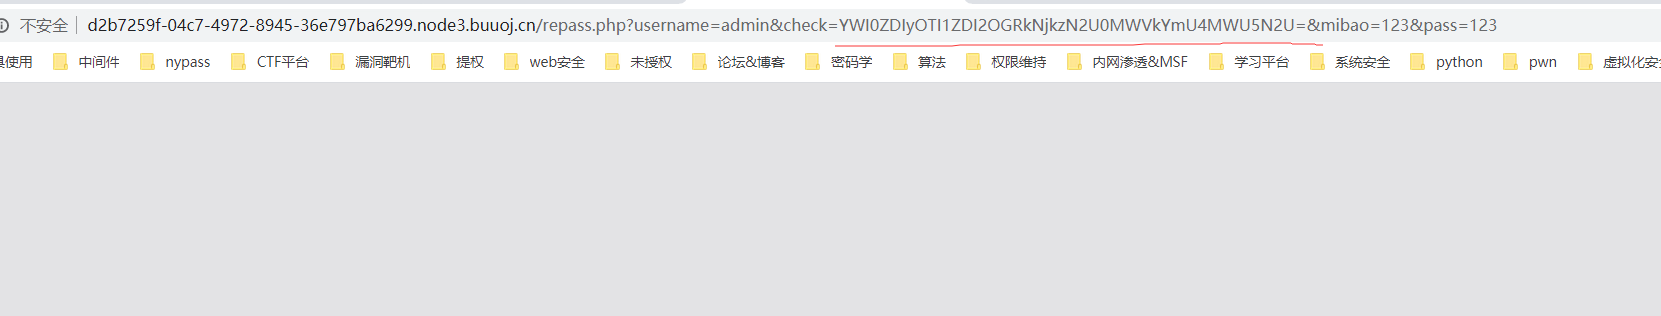 不安全 d2b7259f-04c7-4972-8945-36e797ba6299.node3.buuoj.cn/repass.php?username=admin&check=YWI0ZDIyOTI1ZDI2OGRkNjkzN2U0MWVkYmU4MWU5N2U=&mibao=123&pass=123
具使用 中间件 nypass CTF平台 漏洞靶机 提权 web安全 未授权 论坛&博客 密码学 算法 权限维持 内网渗透&MSF 学习平台 系统安全 python pwn 虚拟化安全